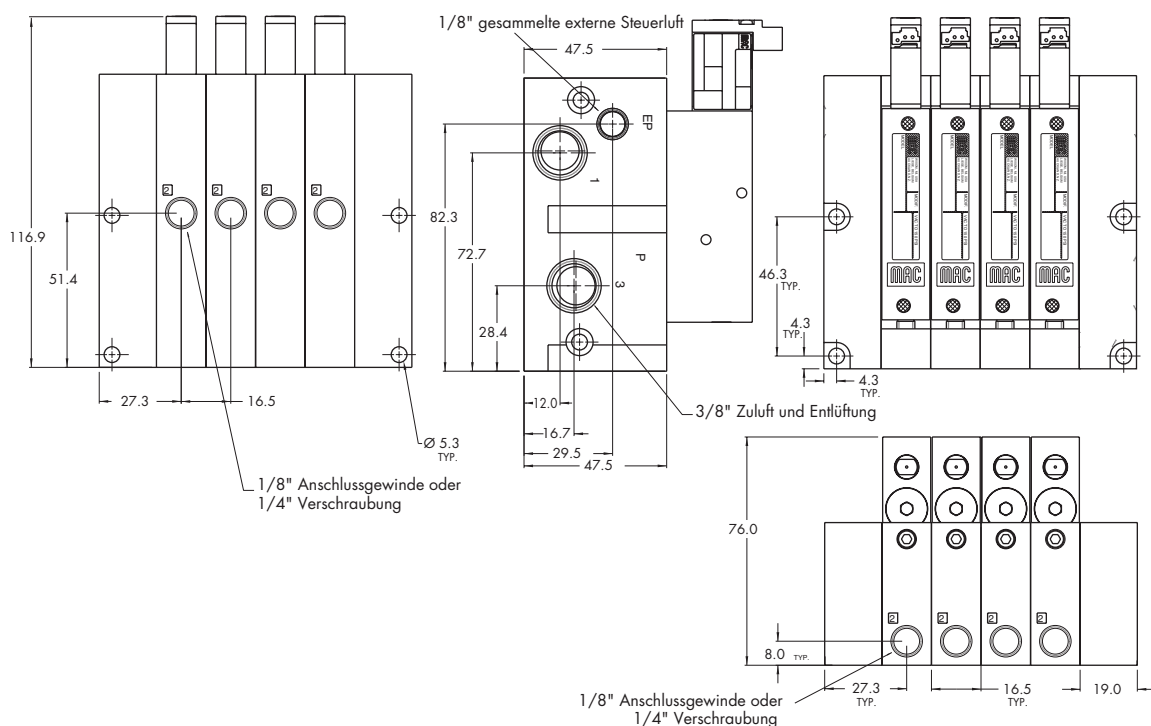 1/8" gesammelte externe Steuerluft
47.5
EP
1
P
3
82.3
72.7
28.4
12.0
16.7
29.5
47.5
3/8" Zuluft und Entlüftung
116.9
51.4
2
2
2
2
27.3
16.5
Ø 5.3
TYP.
1/8" Anschlussgewinde oder
1/4" Verschraubung
MAC
MAC MAC MAC MAC
46.3
TYP.
4.3
TYP.
4.3
TYP.
76.0
2
2
2
2
8.0 TYP.
27.3
TYP.
16.5
TYP.
19.0
1/8" Anschlussgewinde oder
1/4" Verschraubung